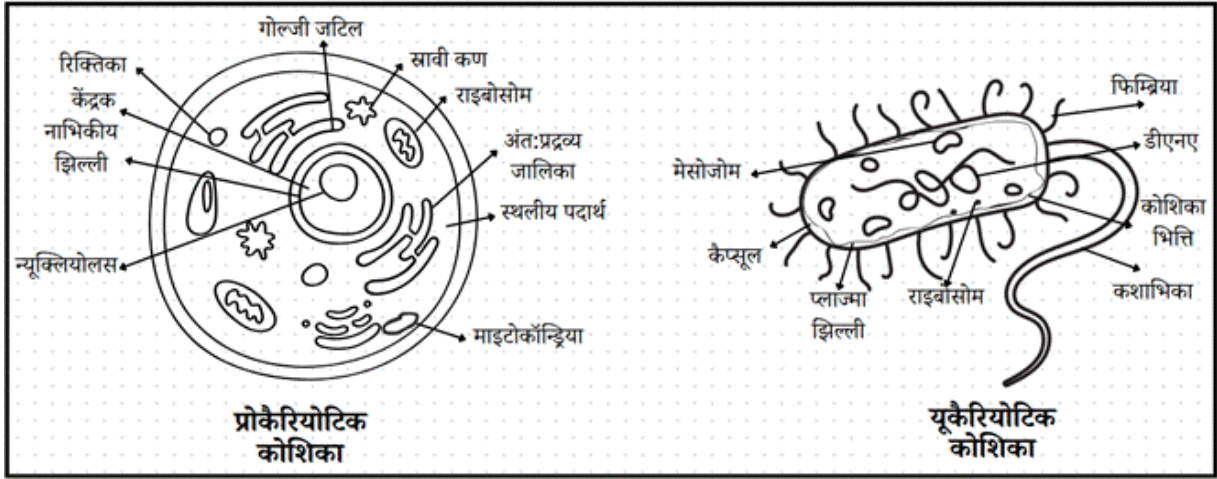 गोल्जी जटिल
स्रावी कण
राइबोसोम
रिक्तिका
केंद्रक
नाभिकीय
झिल्ली
अंत:प्रद्रव्य
जालिका
स्थलीय पदार्थ
न्यूक्लियोलस
माइटोकॉन्ड्रिया
प्रोकैरियोटिक
कोशिका
फिम्ब्रिया
डीएनए
मेसोजोम
कोशिका
भित्ति
कैप्सूल
प्लाज्मा
झिल्ली
राइबोसोम
कशाभिका
यूकैरियोटिक
कोशिका